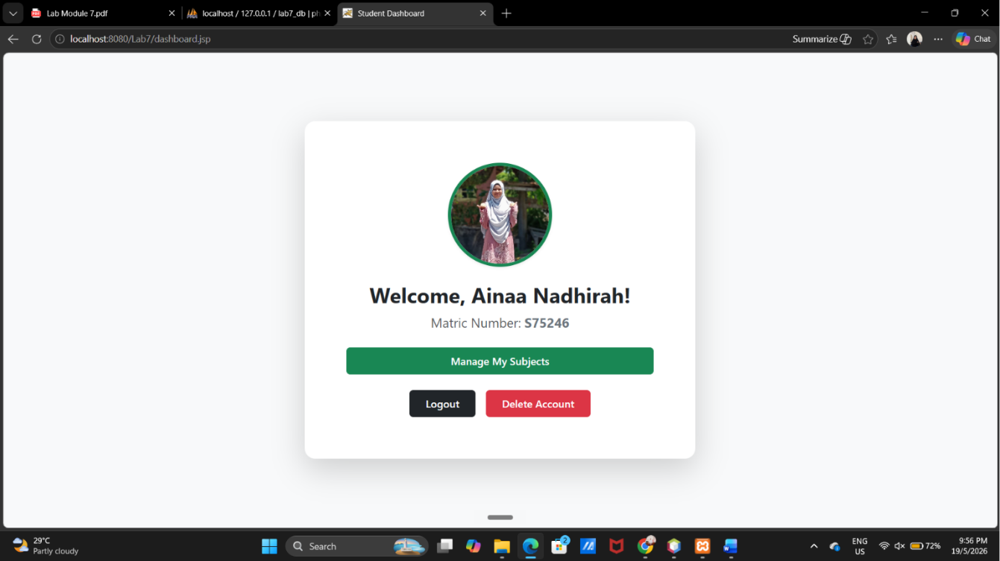 Lab Module 7.pdf
localhost / 127.0.0.1 / lab7_db | ph
Student Dashboard
localhost:8080/Lab7/dashboard.jsp
Summarize
Chat
Welcome, Ainaa Nadhirah!
Matric Number: S75246
Manage My Subjects
Logout
Delete Account
29°C
Partly cloudy
Search
2
ENG
US
72%
9:56 PM
19/5/2026